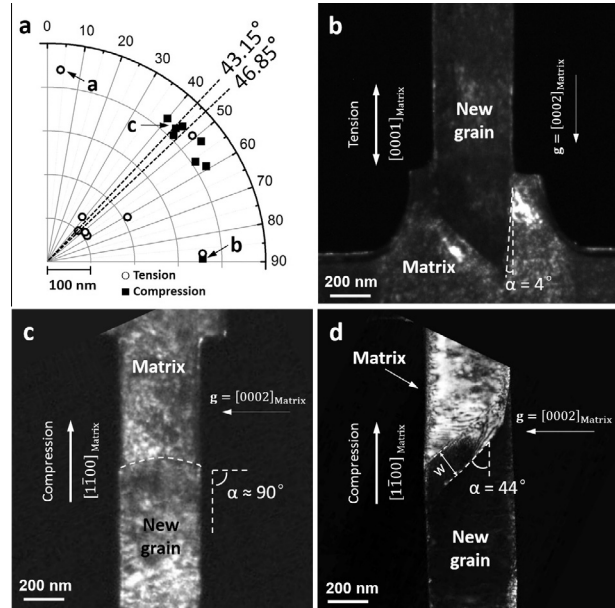 a
0
10
20
30
40
50
60
70
80
90
43.15°
46.85°
a
c
b
100 nm
Tension
Compression
b
New
grain
Tension
[0001]Matrix
g = [0002]Matrix
Matrix
α = 4°
200 nm
c
Matrix
g = [0002]Matrix
Compression
[1̄100]Matrix
α ≈ 90°
New
grain
200 nm
d
Matrix
g = [0002]Matrix
Compression
[1̄100]Matrix
W
α = 44°
New
grain
200 nm